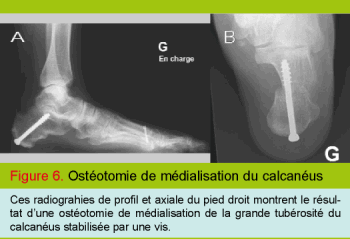 A
G
En charge
B
G
Figure 6. Ostéotomie de médialisation du calcanéus
Ces radiograhies de profil et axiale du pied droit montrent le résul-
tat d'une ostéotomie de médialisation de la grande tubérosité du
calcanéus stabilisée par une vis.